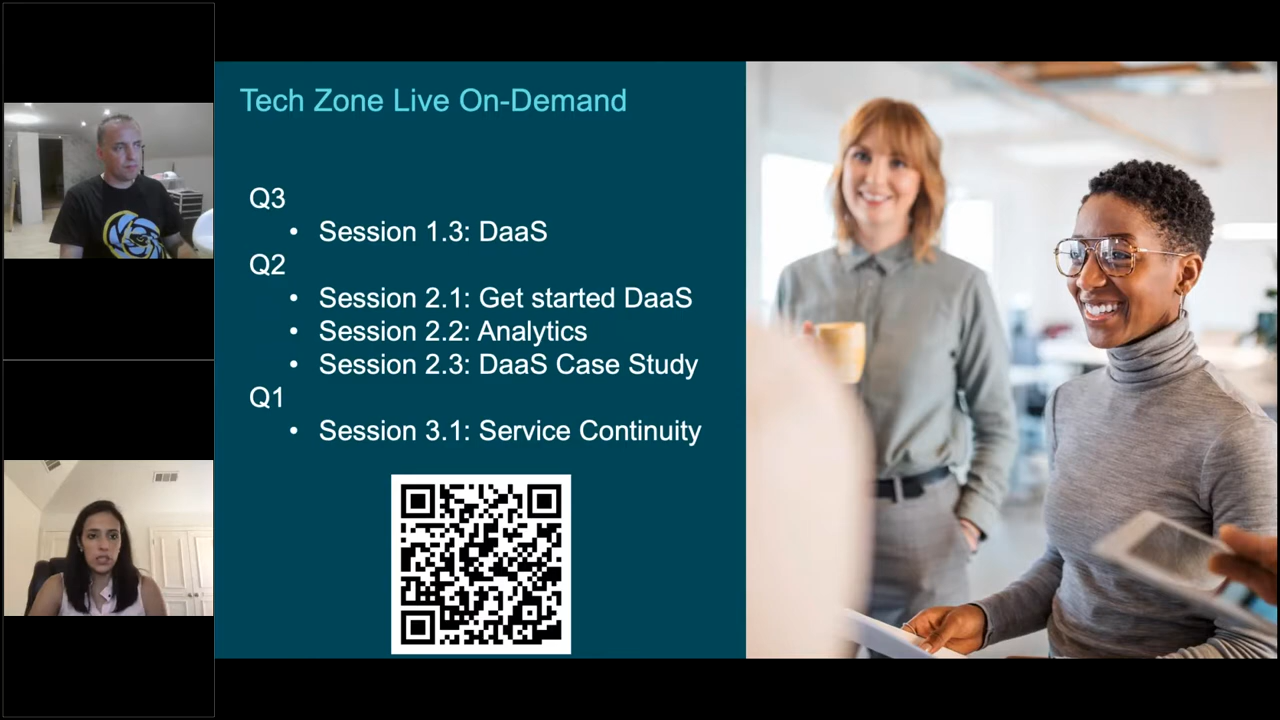 Tech Zone Live On-Demand
Q3
• Session 1.3: DaaS
Q2
• Session 2.1: Get started DaaS
• Session 2.2: Analytics
• Session 2.3: DaaS Case Study
Q1
• Session 3.1: Service Continuity